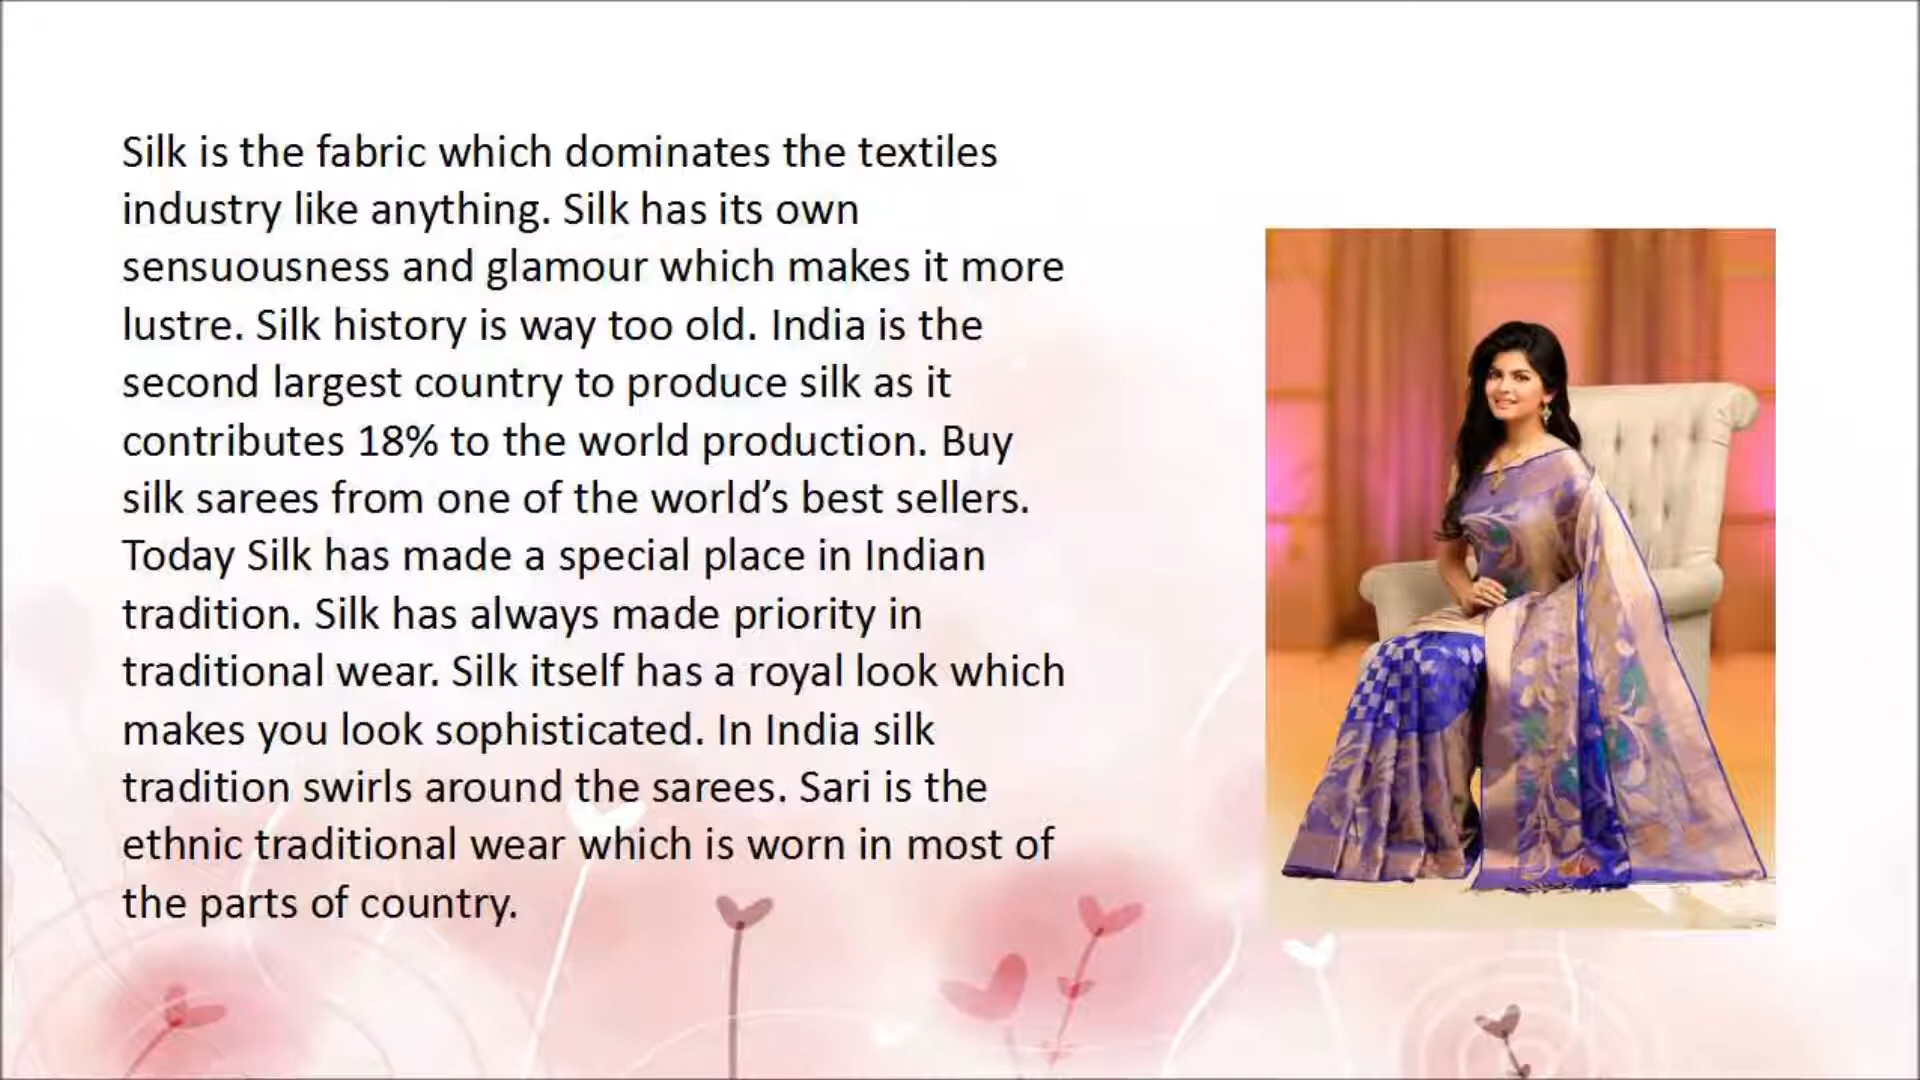 Silk is the fabric which dominates the textiles
industry like anything. Silk has its own
sensuousness and glamour which makes it more
lustre. Silk history is way too old. India is the
second largest country to produce silk as it
contributes 18% to the world production. Buy
silk sarees from one of the world’s best sellers.
Today Silk has made a special place in Indian
tradition. Silk has always made priority in
traditional wear. Silk itself has a royal look which
makes you look sophisticated. In India silk
tradition swirls around the sarees. Sari is the
ethnic traditional wear which is worn in most of
the parts of country.